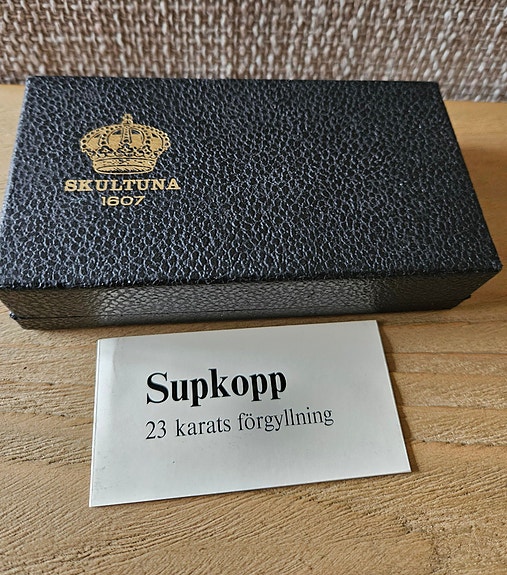 SKULTUNA
1607
Supkopp
23 karats förgyllning